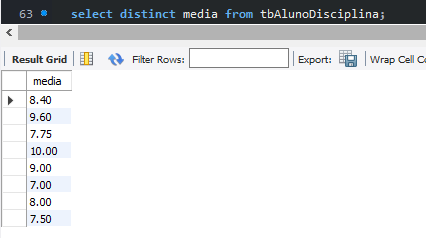 63 select distinct media from tbAlunoDisciplina;
Result Grid Filter Rows: Export: Wrap Cell Co
media
8.40
9.60
7.75
10.00
9.00
7.00
8.00
7.50